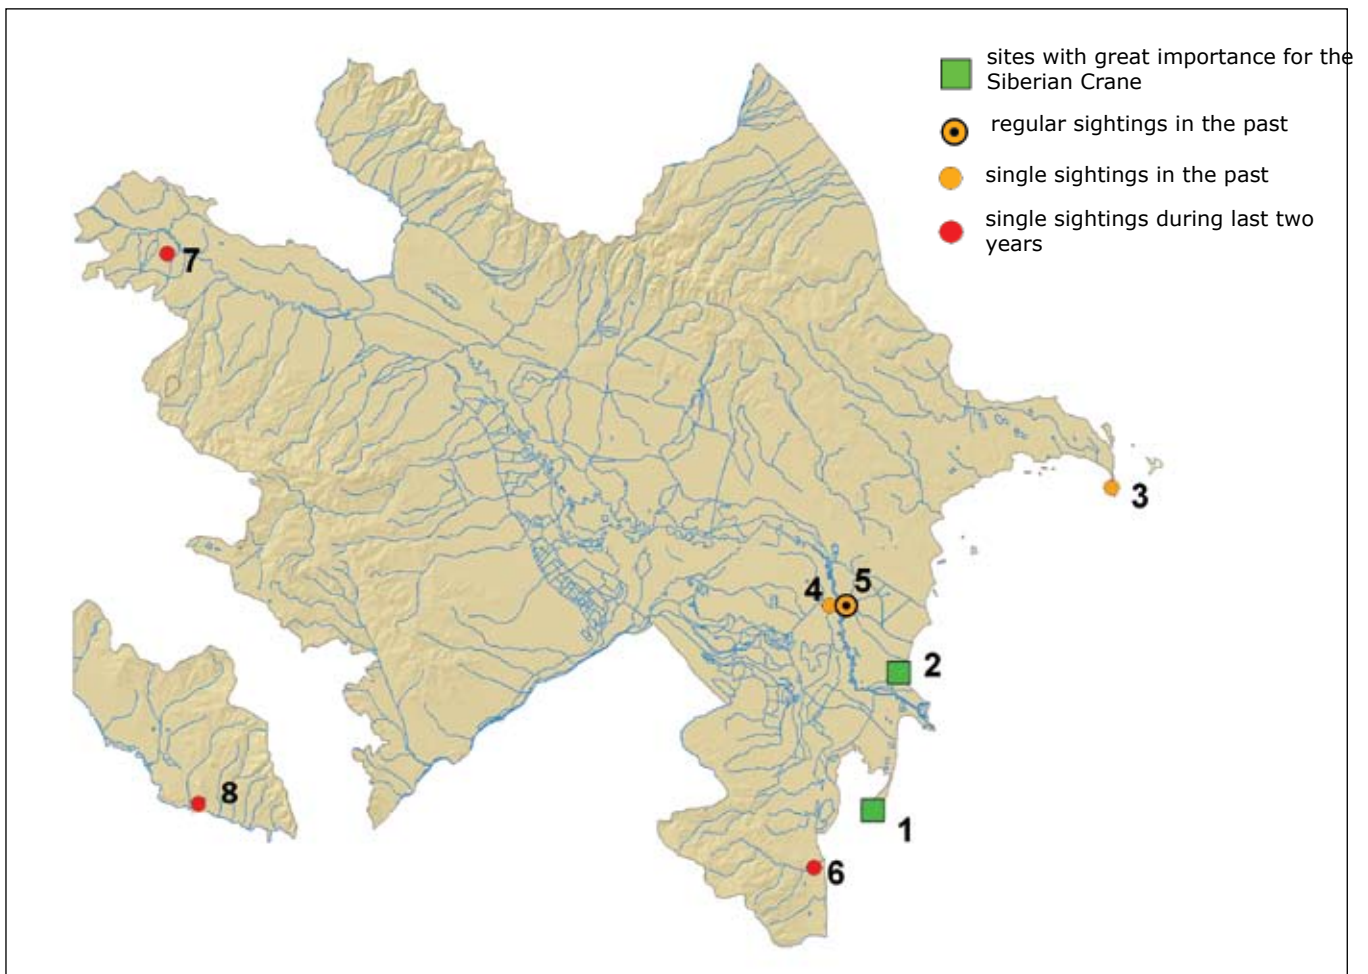 sites with great importance for the
Siberian Crane
regular sightings in the past
single sightings in the past
single sightings during last two
years
7
3
4
5
2
8
1
6